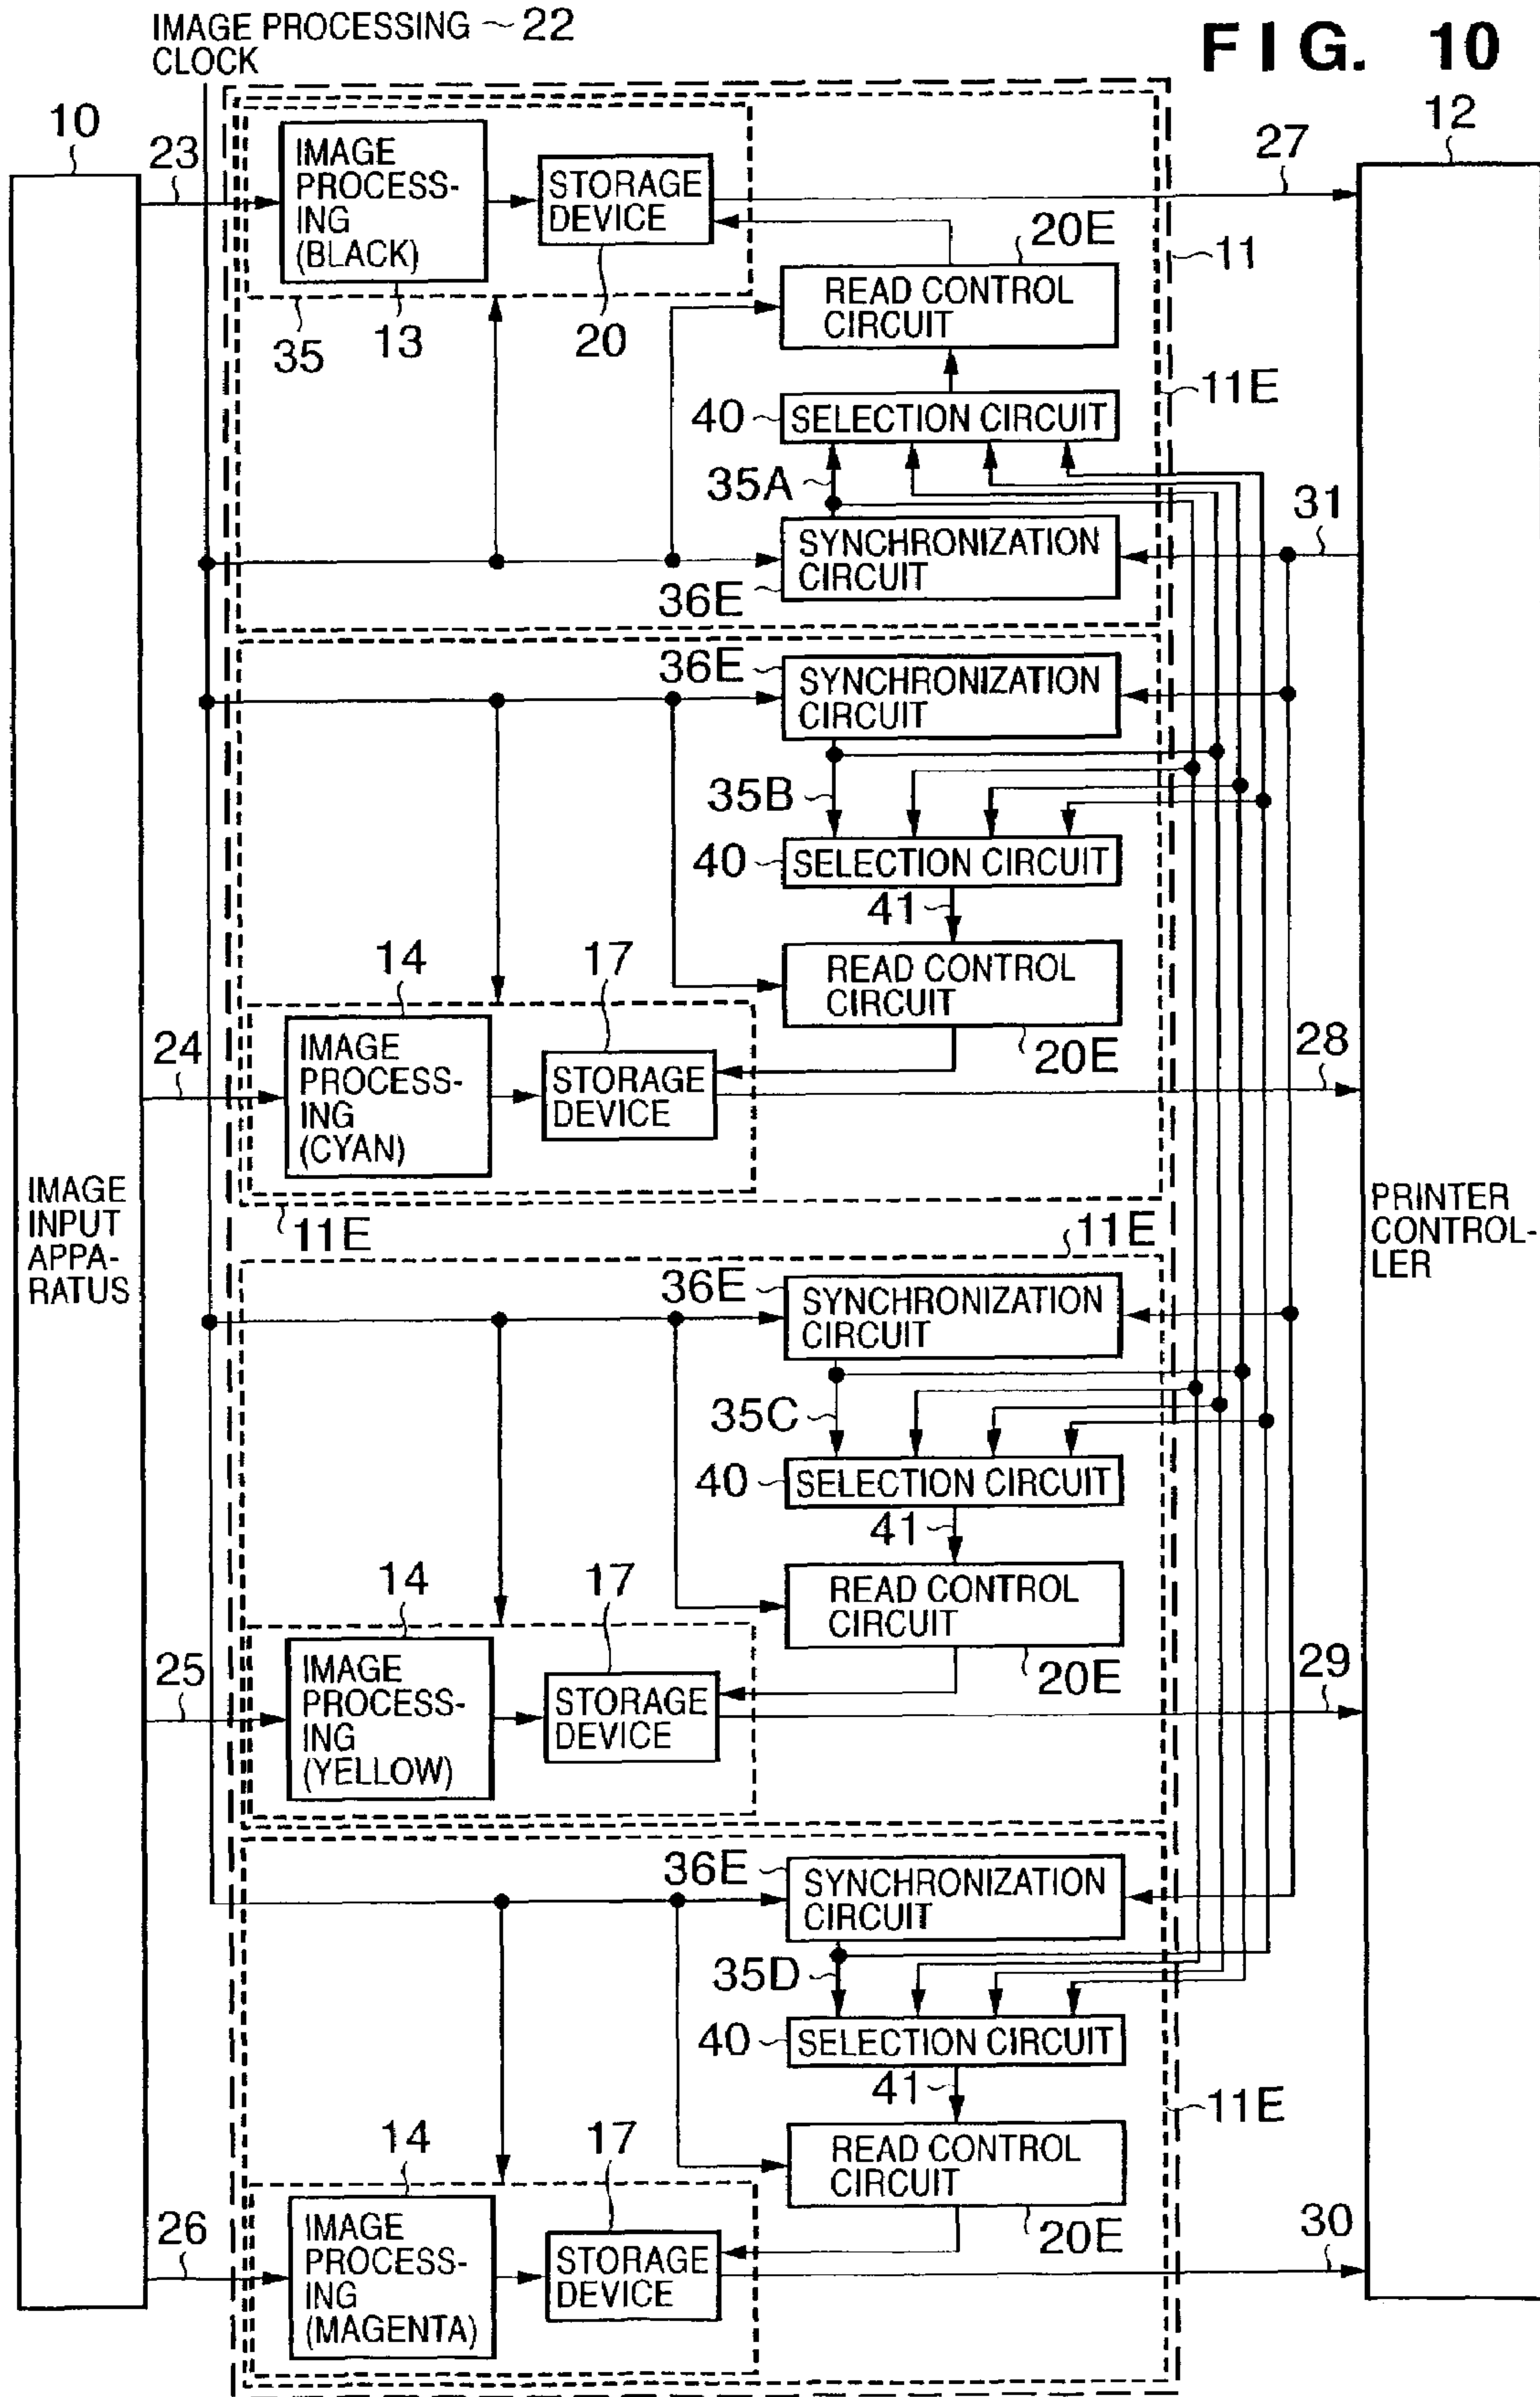 IMAGE PROCESSING ~ 22
CLOCK
FIG. 10
10
23
IMAGE
PROCESS-
ING
(BLACK)
STORAGE
DEVICE
27
12
20E
11
READ CONTROL
CIRCUIT
35
13
20
11E
40
SELECTION CIRCUIT
35A
31
SYNCHRONIZATION
CIRCUIT
36E
36E
SYNCHRONIZATION
CIRCUIT
35B
40
SELECTION CIRCUIT
41
14
17
READ CONTROL
CIRCUIT
24
IMAGE
PROCESS-
ING
(CYAN)
STORAGE
DEVICE
20E
28
IMAGE
INPUT
APPA-
RATUS
PRINTER
CONTROL-
LER
11E
11E
36E
SYNCHRONIZATION
CIRCUIT
35C
40
SELECTION CIRCUIT
41
14
17
READ CONTROL
CIRCUIT
25
IMAGE
PROCESS-
ING
(YELLOW)
STORAGE
DEVICE
20E
29
36E
SYNCHRONIZATION
CIRCUIT
35D
40
SELECTION CIRCUIT
41
11E
14
17
READ CONTROL
CIRCUIT
26
IMAGE
PROCESS-
ING
(MAGENTA)
STORAGE
DEVICE
20E
30